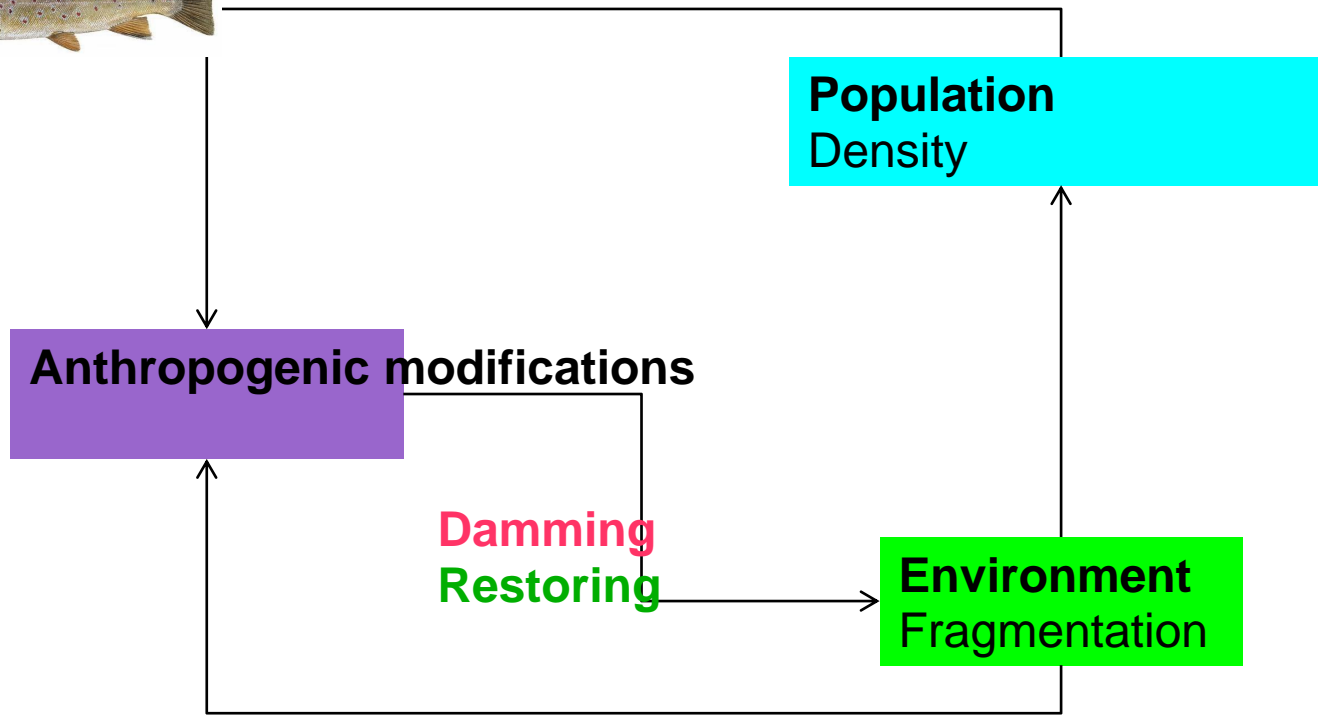 Population
Density
Anthropogenic modifications
Damming
Restoring
Environment
Fragmentation